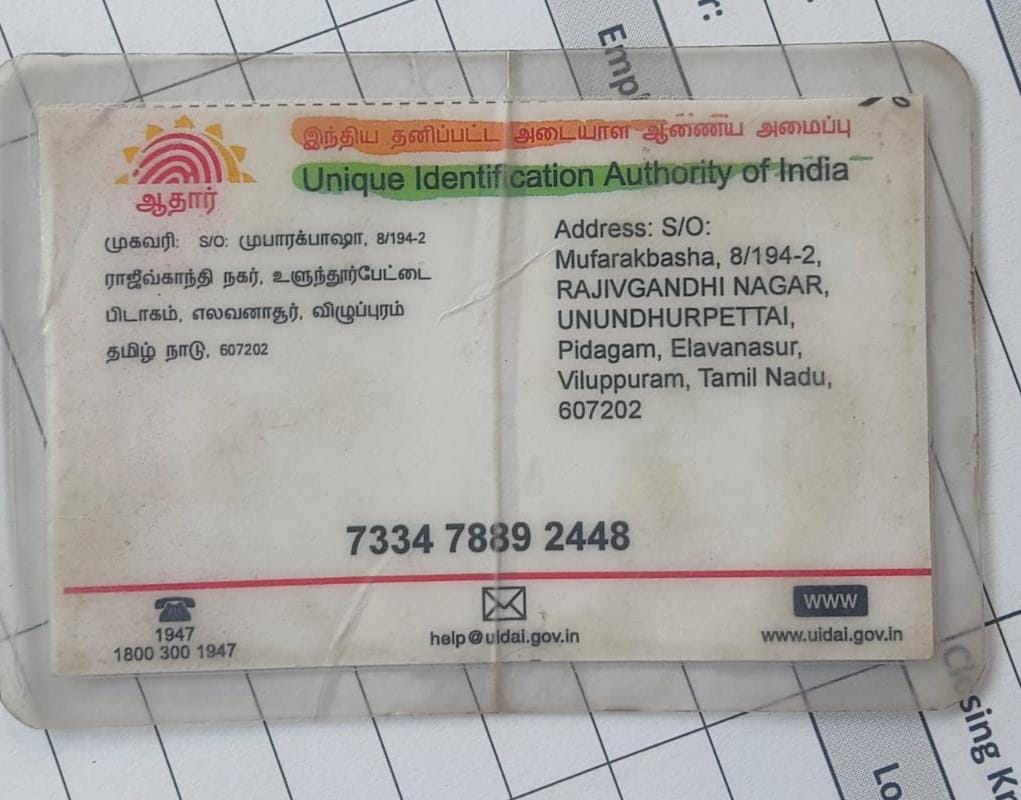 இந்திய தனிப்பட்ட அடையாள ஆணைய அமைப்பு
Unique Identification Authority of India
ஆதார்
முகவரி: S/O: முபாரக்பாஷா, 8/194-2
ராஜீவ்காந்தி நகர், உளுந்தூர்பேட்டை
பிடாகம், எலவனாசூர், விழுப்புரம்
தமிழ் நாடு, 607202
Address: S/O:
Mufarakbasha, 8/194-2,
RAJIVGANDHI NAGAR,
UNUNDHURPETTAI,
Pidagam, Elavanasur,
Viluppuram, Tamil Nadu,
607202
7334 7889 2448
1947
1800 300 1947
help@uidai.gov.in
WWW
www.uidai.gov.in